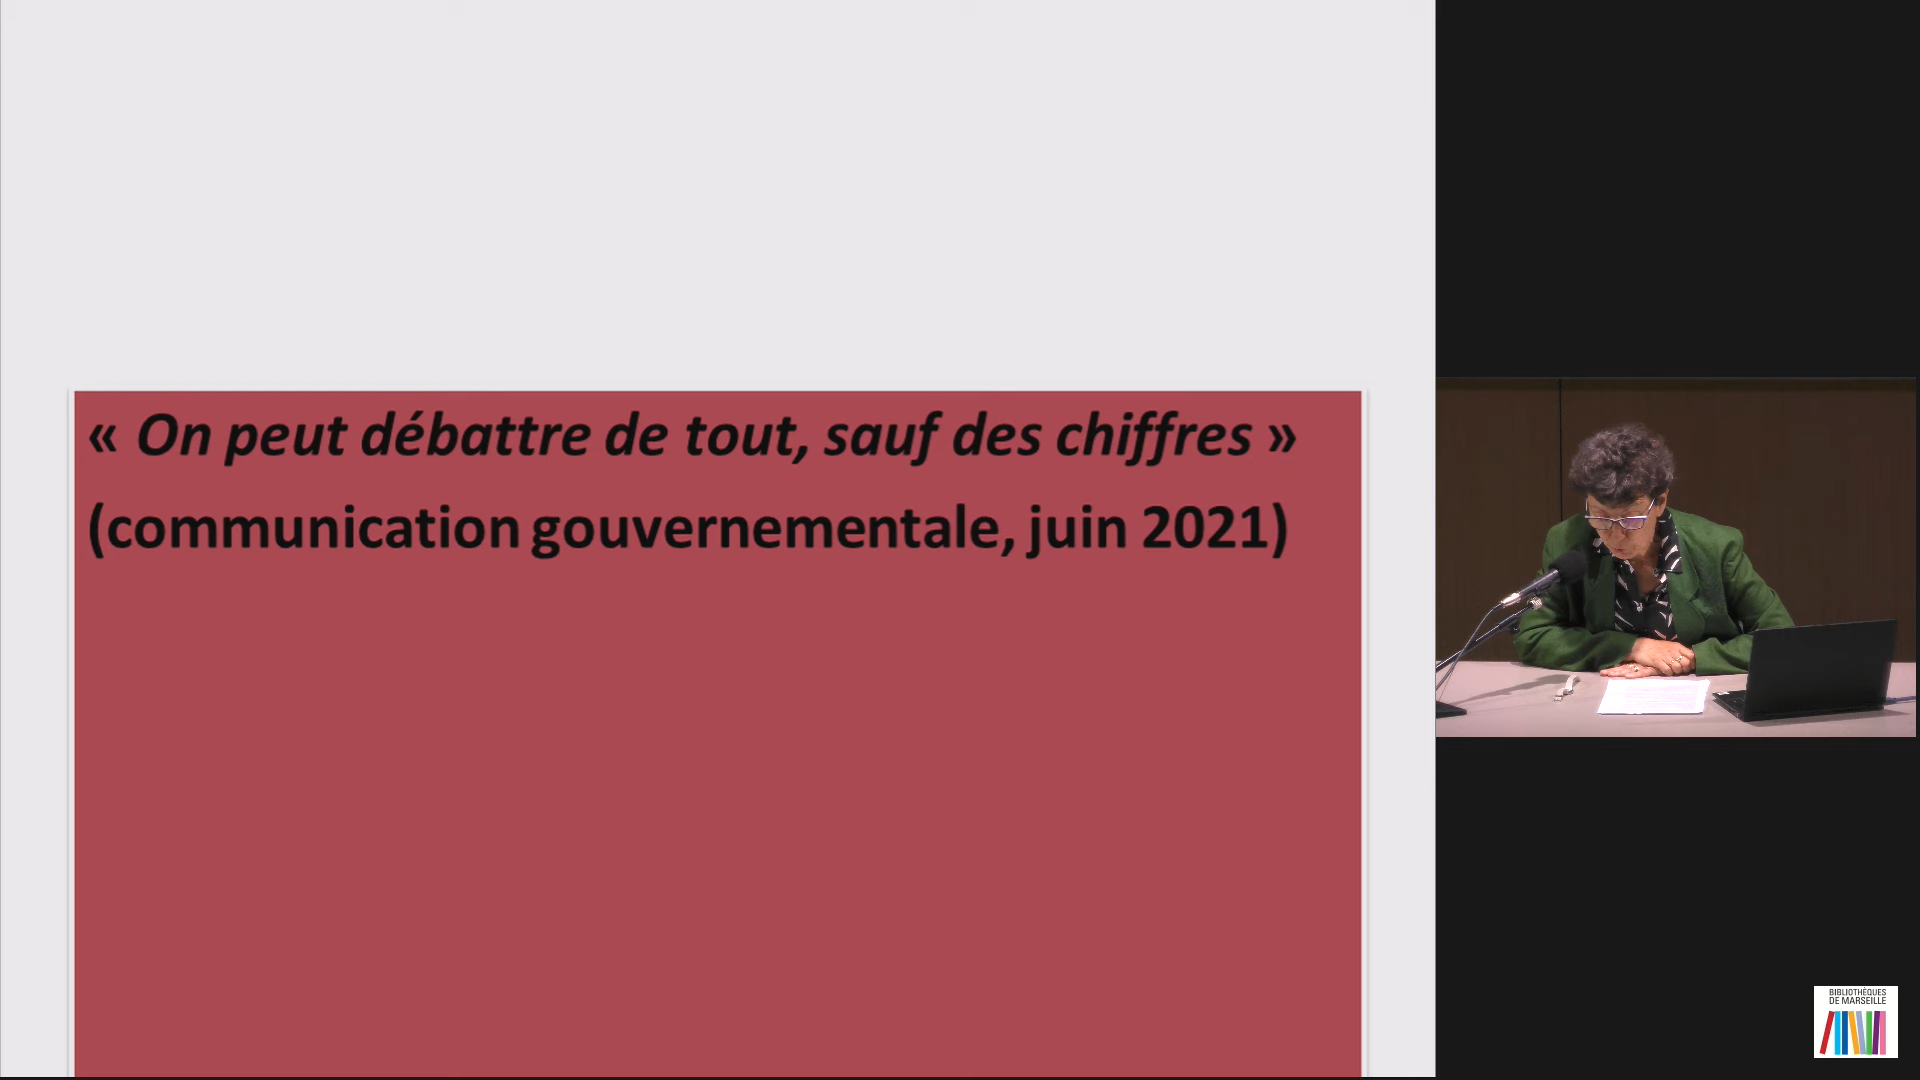 « On peut débattre de tout, sauf des chiffres »
(communication gouvernementale, juin 2021)
BIBLIOTHÈQUES
DE MARSEILLE